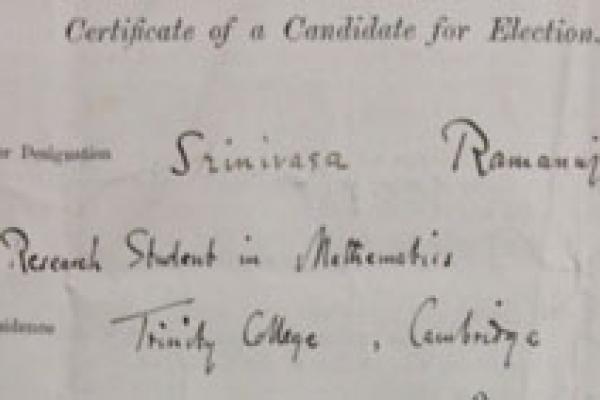 Certificate of a Candidate for Election.
Designation Srinivasa
Research Student in Mathematics
Trinity College, Cambridge